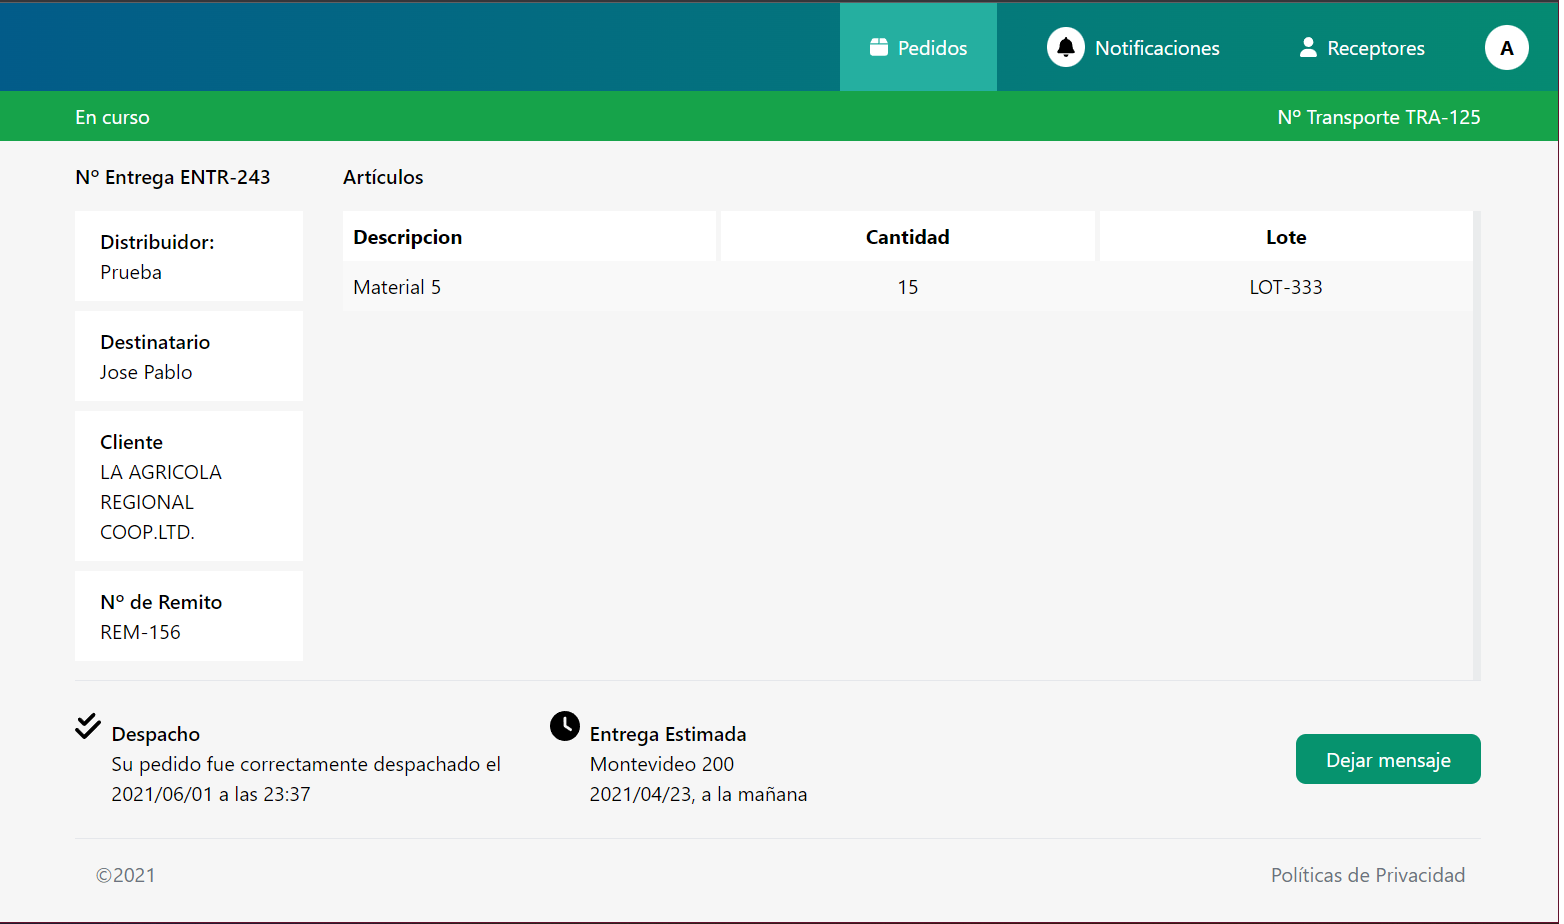 Pedidos
Notificaciones
Receptores
A
En curso
Nº Transporte TRA-125
Nº Entrega ENTR-243
Artículos
Distribuidor:
Prueba
Destinatario
Jose Pablo
Cliente
LA AGRICOLA
REGIONAL
COOP.LTD.
Nº de Remito
REM-156
Descripcion Cantidad Lote
Material 5 15 LOT-333
Despacho
Su pedido fue correctamente despachado el
2021/06/01 a las 23:37
Entrega Estimada
Montevideo 200
2021/04/23, a la mañana
Dejar mensaje
©2021
Políticas de Privacidad